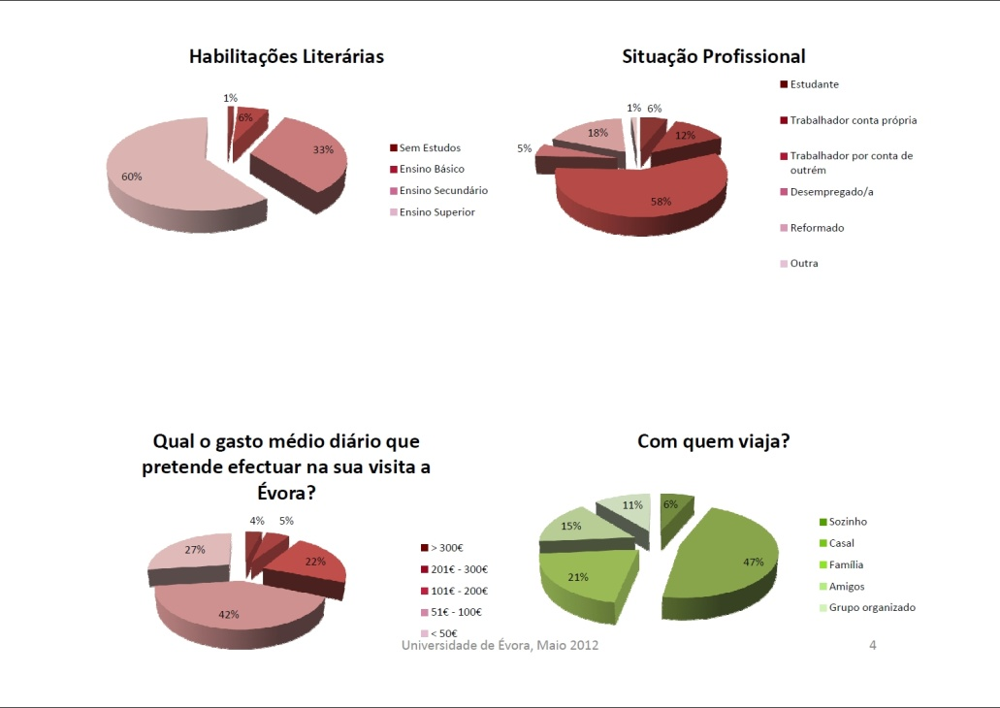 Habilitações Literárias
1%
6%
33%
60%
Sem Estudos
Ensino Básico
Ensino Secundário
Ensino Superior
Situação Profissional
1% 6%
12%
18%
5%
58%
Estudante
Trabalhador conta própria
Trabalhador por conta de
outrém
Desempregado/a
Reformado
Outra
Qual o gasto médio diário que
pretende efectuar na sua visita a
Évora?
4% 5%
22%
27%
42%
> 300€
201€ - 300€
101€ - 200€
51€ - 100€
< 50€
Com quem viaja?
6%
11%
15%
47%
21%
Sozinho
Casal
Família
Amigos
Grupo organizado
Universidade de Évora, Maio 2012
4